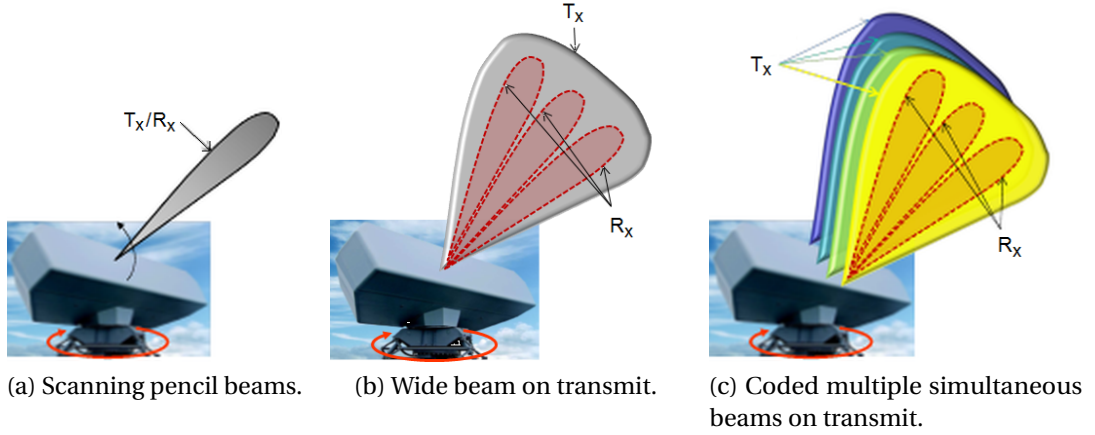 Tx/Rx
(a) Scanning pencil beams.
Tx
Rx
(b) Wide beam on transmit.
Tx
Rx
(c) Coded multiple simultaneous
beams on transmit.